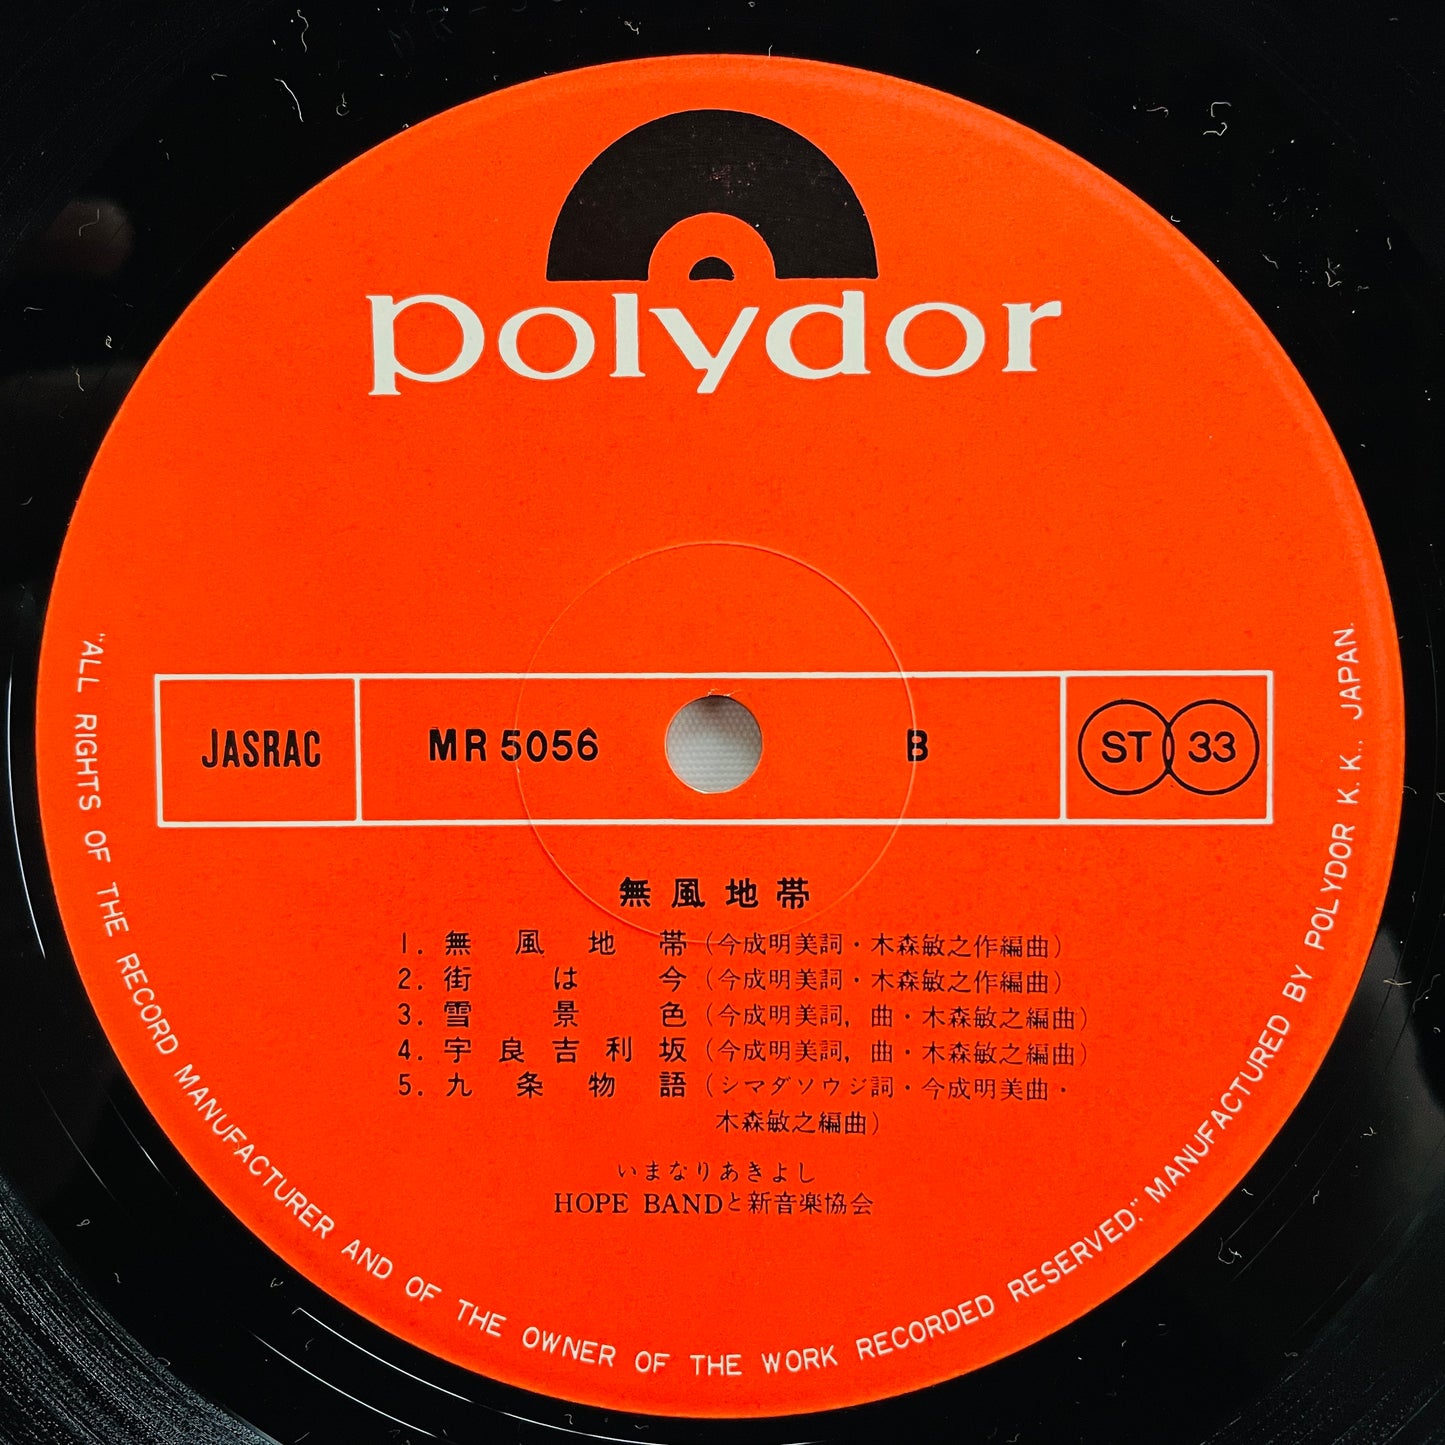 polydor
JASRAC MR 5056 B ST 33
無風地帯
1. 無風地帯 (今成明美詞・木森敏之作編曲)
2. 街は今 (今成明美詞・木森敏之作編曲)
3. 雪景色 (今成明美詞, 曲・木森敏之編曲)
4. 宇良吉利坂 (今成明美詞, 曲・木森敏之編曲)
5. 九条物語 (シマダソウジ詞・今成明美曲・
木森敏之編曲)
いまなりあきよし
HOPE BANDと新音楽協会
"ALL RIGHTS OF THE RECORD MANUFACTURER AND OF THE OWNER OF THE WORK RECORDED RESERVED." MANUFACTURED BY POLYDOR K.K., JAPAN.